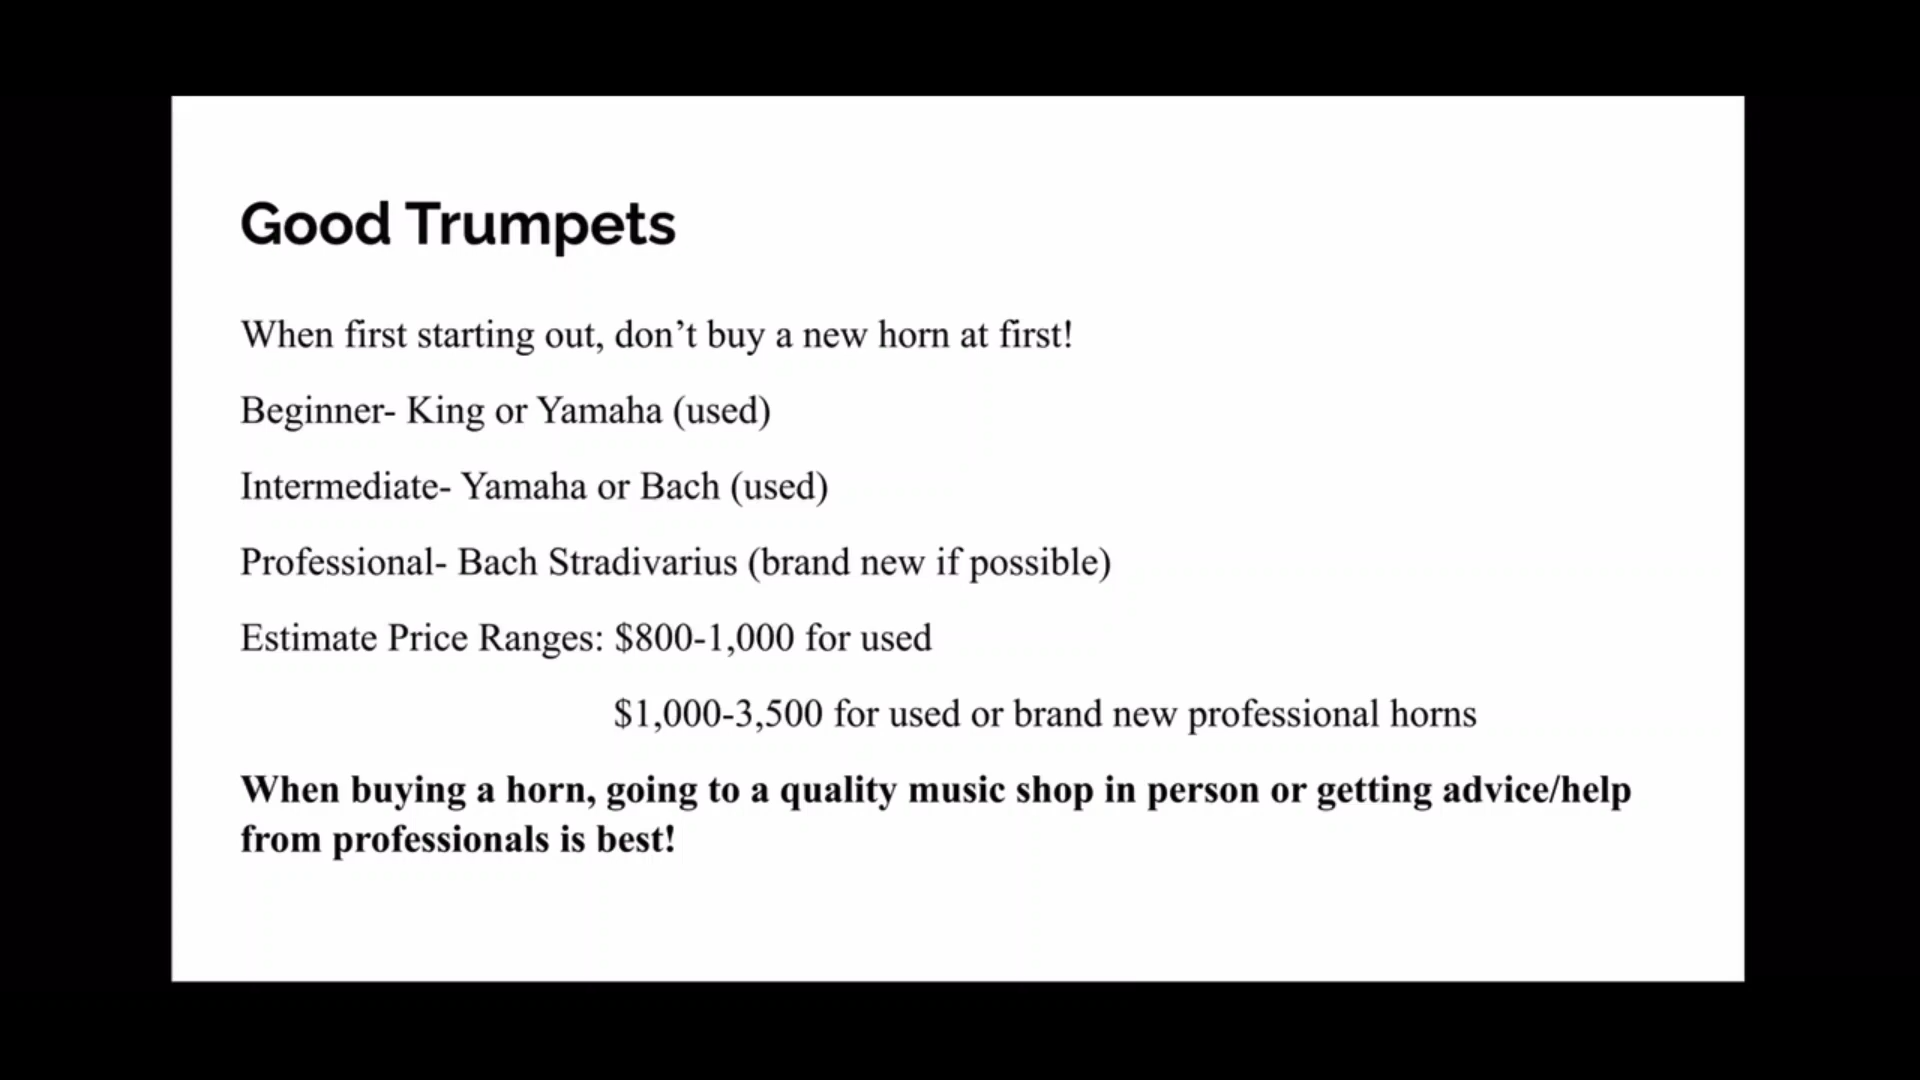 Good Trumpets
When first starting out, don’t buy a new horn at first!
Beginner- King or Yamaha (used)
Intermediate- Yamaha or Bach (used)
Professional- Bach Stradivarius (brand new if possible)
Estimate Price Ranges: $800-1,000 for used
$1,000-3,500 for used or brand new professional horns
When buying a horn, going to a quality music shop in person or getting advice/help
from professionals is best!